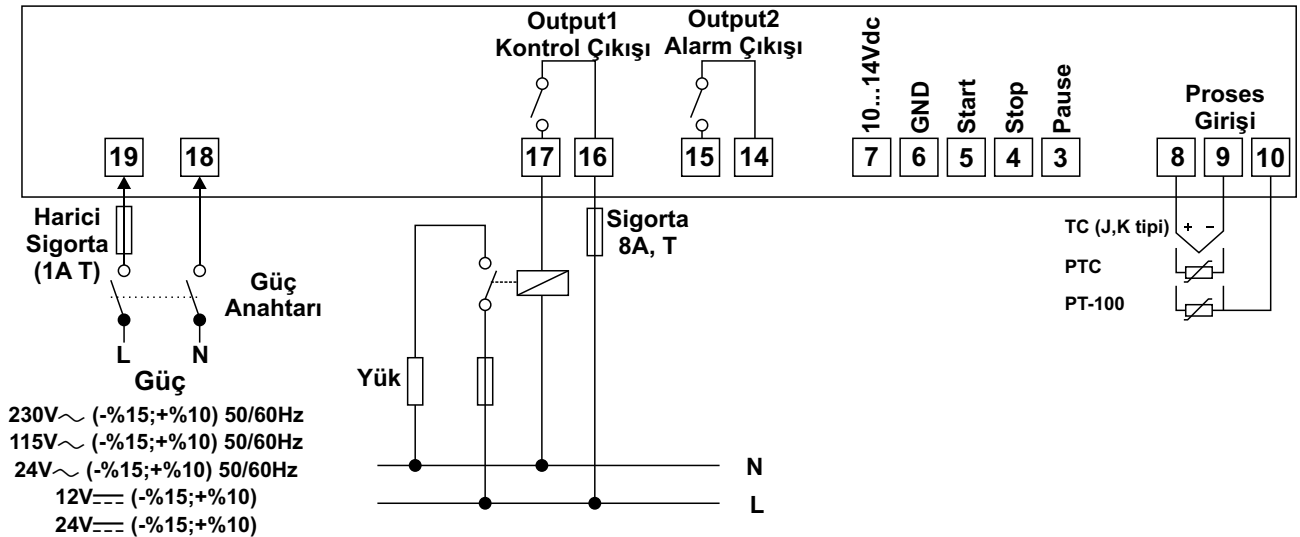 Output1
Kontrol Çıkışı
Output2
Alarm Çıkışı
10...14Vdc
GND
Start
Stop
Pause
Proses
Girişi
19
18
17
16
15
14
7
6
5
4
3
8
9
10
Harici
Sigorta
(1A T)
Güç
Anahtarı
L
N
Güç
230V~ (-%15;+%10) 50/60Hz
115V~ (-%15;+%10) 50/60Hz
24V~ (-%15;+%10) 50/60Hz
12V⎓ (-%15;+%10)
24V⎓ (-%15;+%10)
Sigorta
8A, T
Yük
N
L
TC (J,K tipi)
+ -
PTC
PT-100